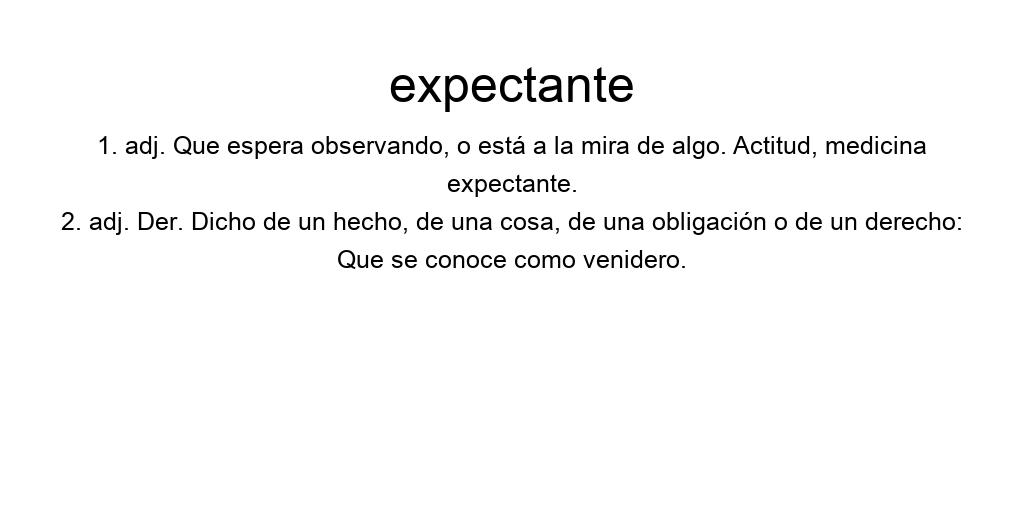 expectante
1. adj. Que espera observando, o está a la mira de algo. Actitud, medicina
expectante.
2. adj. Der. Dicho de un hecho, de una cosa, de una obligación o de un derecho:
Que se conoce como venidero.